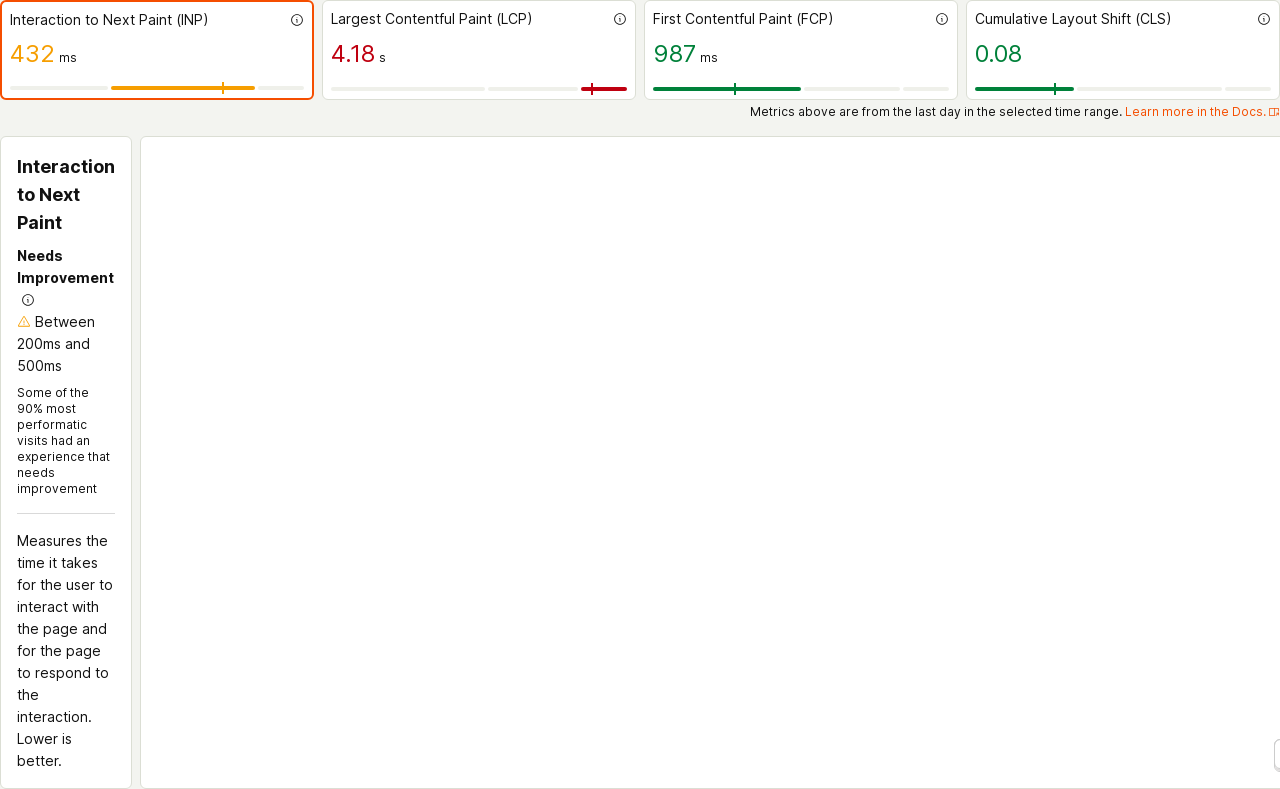 Interaction to Next Paint (INP)
432 ms
Largest Contentful Paint (LCP)
4.18 s
First Contentful Paint (FCP)
987 ms
Cumulative Layout Shift (CLS)
0.08
Metrics above are from the last day in the selected time range. Learn more in the Docs.
Interaction
to Next
Paint
Needs
Improvement
Between
200ms and
500ms
Some of the
90% most
performatic
visits had an
experience that
needs
improvement
Measures the
time it takes
for the user to
interact with
the page and
for the page
to respond to
the
interaction.
Lower is
better.